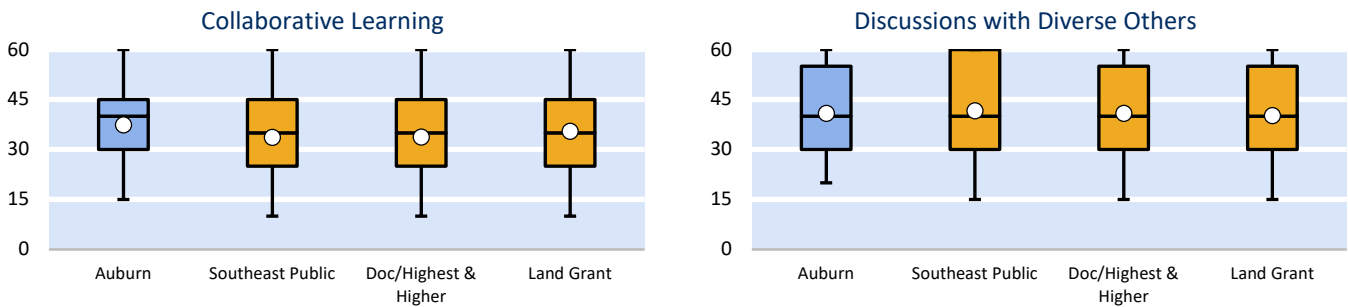 Collaborative Learning
60
45
30
15
0
Auburn
Southeast Public
Doc/Highest &
Higher
Land Grant
Discussions with Diverse Others
60
45
30
15
0
Auburn
Southeast Public
Doc/Highest &
Higher
Land Grant